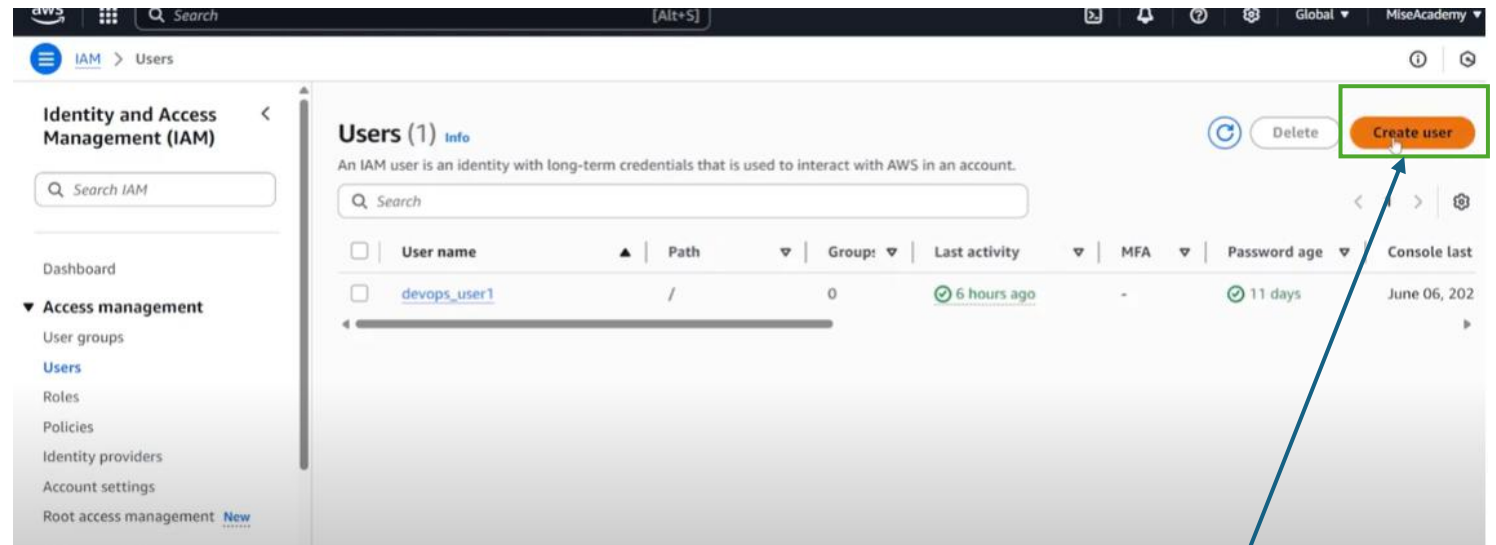 aws Search [Alt+S] Global MiseAcademy
IAM > Users
Identity and Access
Management (IAM)
Search IAM
Dashboard
Access management
User groups
Users
Roles
Policies
Identity providers
Account settings
Root access management New
Users (1) Info
Delete
Create user
An IAM user is an identity with long-term credentials that is used to interact with AWS in an account.
Search
User name Path Group: Last activity MFA Password age Console last
devops_user1 / 0 6 hours ago - 11 days June 06, 202